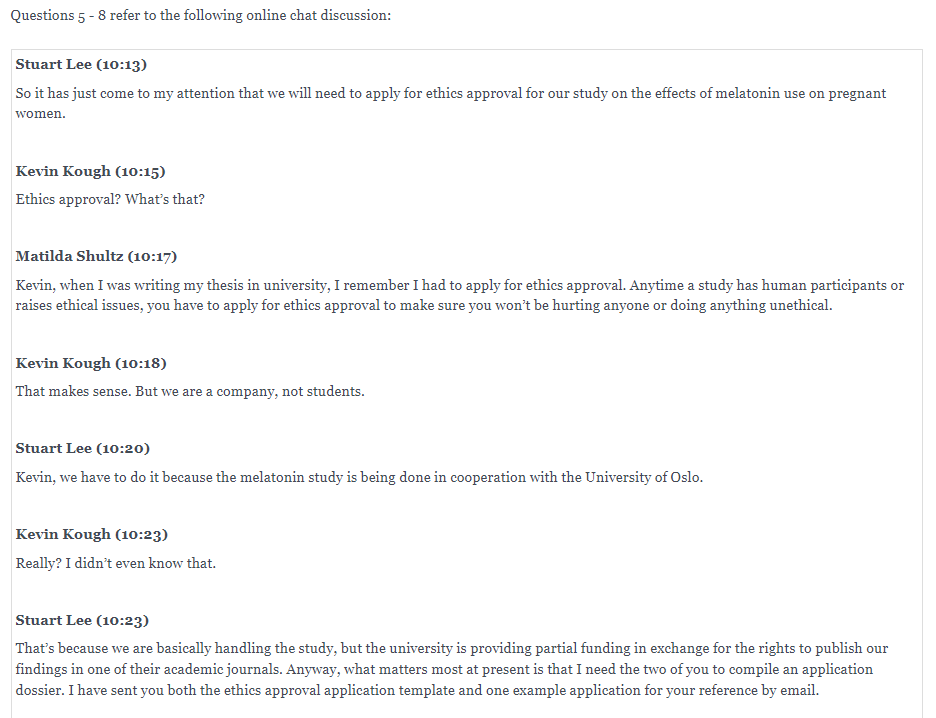 Questions 5 - 8 refer to the following online chat discussion:
Stuart Lee (10:13)
So it has just come to my attention that we will need to apply for ethics approval for our study on the effects of melatonin use on pregnant
women.
Kevin Kough (10:15)
Ethics approval? What’s that?
Matilda Shultz (10:17)
Kevin, when I was writing my thesis in university, I remember I had to apply for ethics approval. Anytime a study has human participants or
raises ethical issues, you have to apply for ethics approval to make sure you won’t be hurting anyone or doing anything unethical.
Kevin Kough (10:18)
That makes sense. But we are a company, not students.
Stuart Lee (10:20)
Kevin, we have to do it because the melatonin study is being done in cooperation with the University of Oslo.
Kevin Kough (10:23)
Really? I didn’t even know that.
Stuart Lee (10:23)
That’s because we are basically handling the study, but the university is providing partial funding in exchange for the rights to publish our
findings in one of their academic journals. Anyway, what matters most at present is that I need the two of you to compile an application
dossier. I have sent you both the ethics approval application template and one example application for your reference by email.